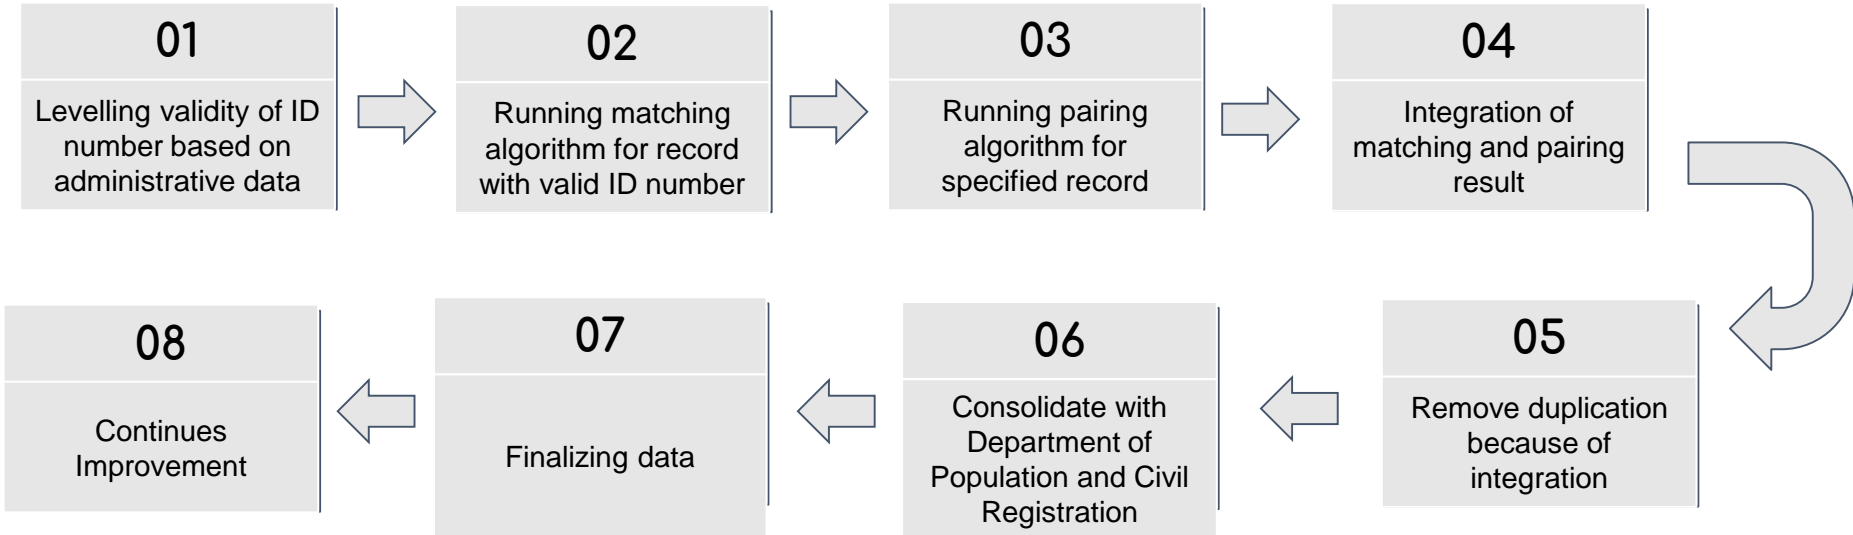 01
Levelling validity of ID
number based on
administrative data
02
Running matching
algorithm for record
with valid ID number
03
Running pairing
algorithm for
specified record
04
Integration of
matching and pairing
result
05
Remove duplication
because of
integration
06
Consolidate with
Department of
Population and Civil
Registration
07
Finalizing data
08
Continues
Improvement